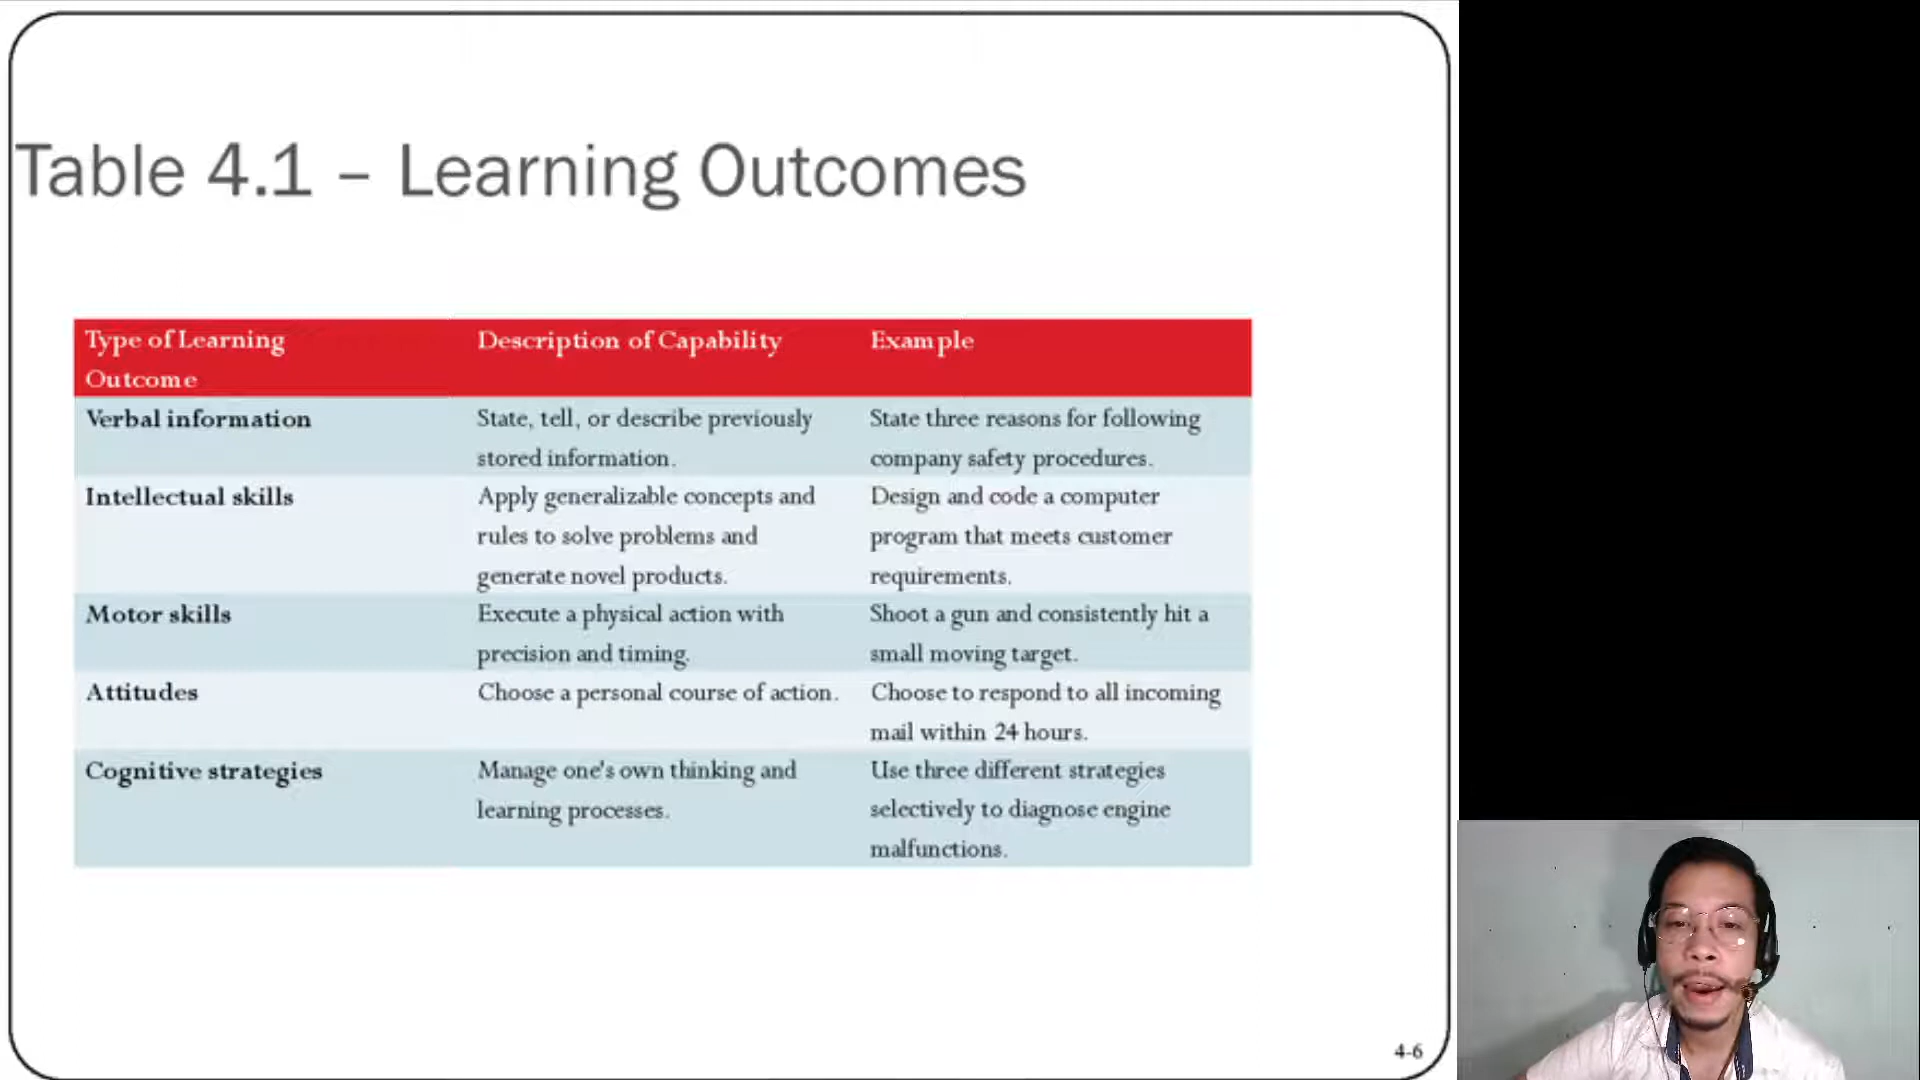 Table 4.1 – Learning Outcomes
Type of Learning Outcome
Description of Capability
Example
Verbal information
State, tell, or describe previously
stored information.
State three reasons for following
company safety procedures.
Intellectual skills
Apply generalizable concepts and
rules to solve problems and
generate novel products.
Design and code a computer
program that meets customer
requirements.
Motor skills
Execute a physical action with
precision and timing.
Shoot a gun and consistently hit a
small moving target.
Attitudes
Choose a personal course of action.
Choose to respond to all incoming
mail within 24 hours.
Cognitive strategies
Manage one's own thinking and
learning processes.
Use three different strategies
selectively to diagnose engine
malfunctions.
4-6